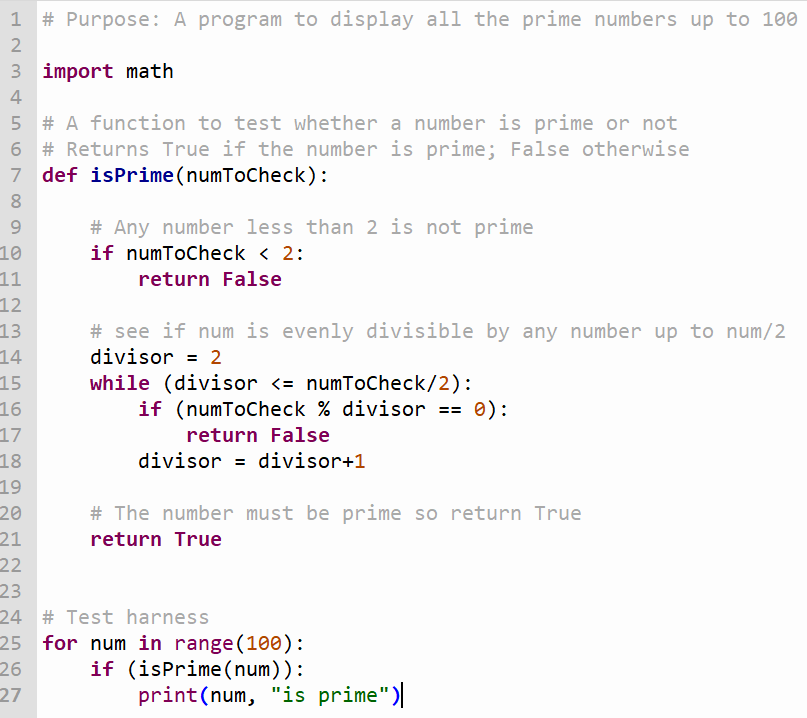 1 # Purpose: A program to display all the prime numbers up to 100
2
3 import math
4
5 # A function to test whether a number is prime or not
6 # Returns True if the number is prime; False otherwise
7 def isPrime(numToCheck):
8
9     # Any number less than 2 is not prime
10     if numToCheck < 2:
11         return False
12
13     # see if num is evenly divisible by any number up to num/2
14     divisor = 2
15     while (divisor <= numToCheck/2):
16         if (numToCheck % divisor == 0):
17             return False
18         divisor = divisor+1
19
20     # The number must be prime so return True
21     return True
22
23
24 # Test harness
25 for num in range(100):
26     if (isPrime(num)):
27         print(num, "is prime")